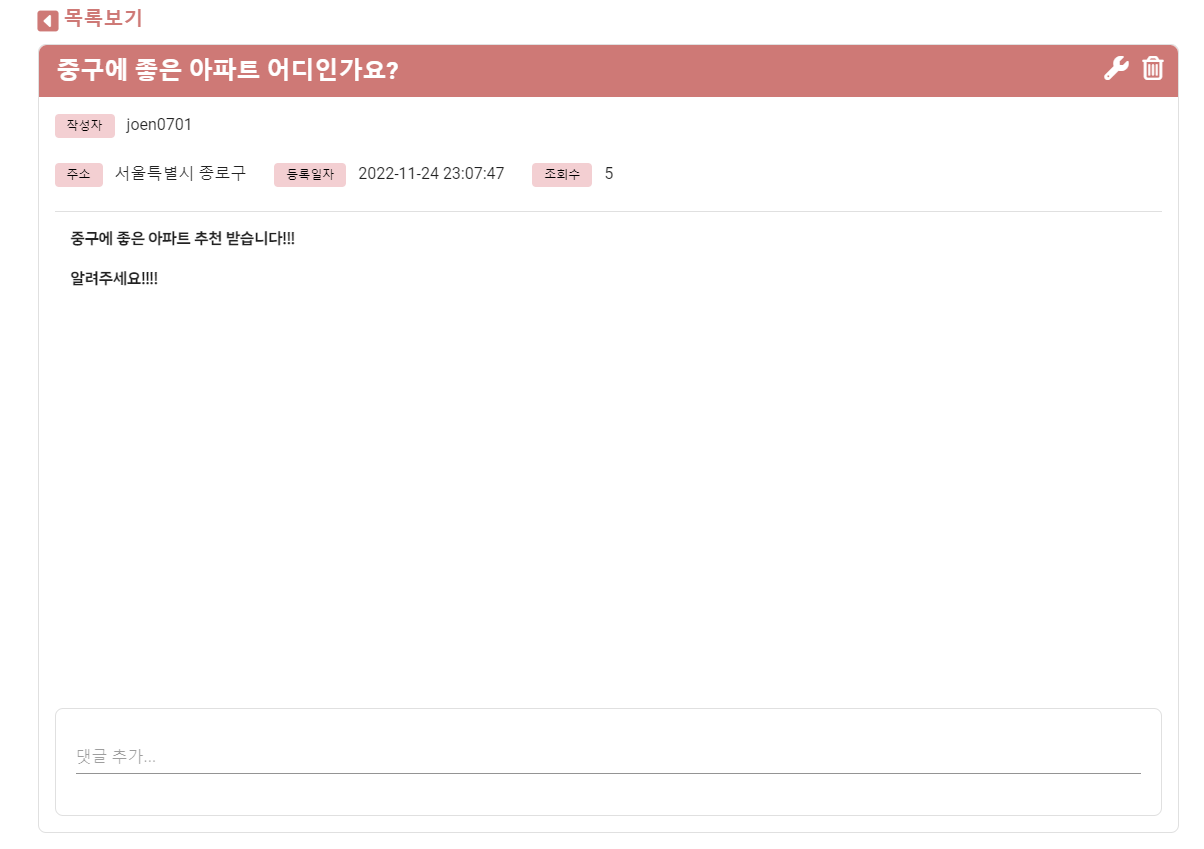 목록보기
중구에 좋은 아파트 어디인가요?
작성자 joen0701
주소 서울특별시 종로구 등록일자 2022-11-24 23:07:47 조회수 5
중구에 좋은 아파트 추천 받습니다!!!
알려주세요!!!!
댓글 추가...